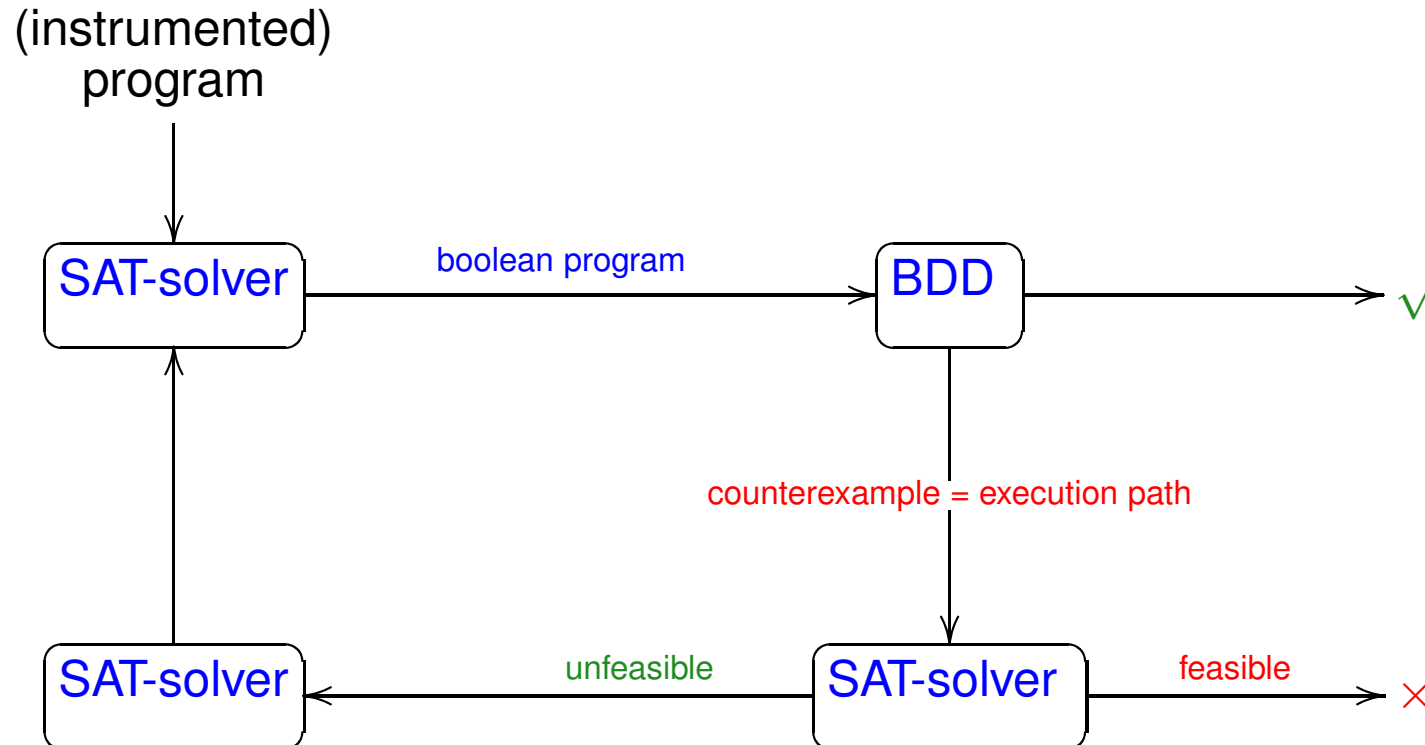 (instrumented)
program
SAT-solver
boolean program
BDD
√
counterexample = execution path
SAT-solver
unfeasible
SAT-solver
feasible
×